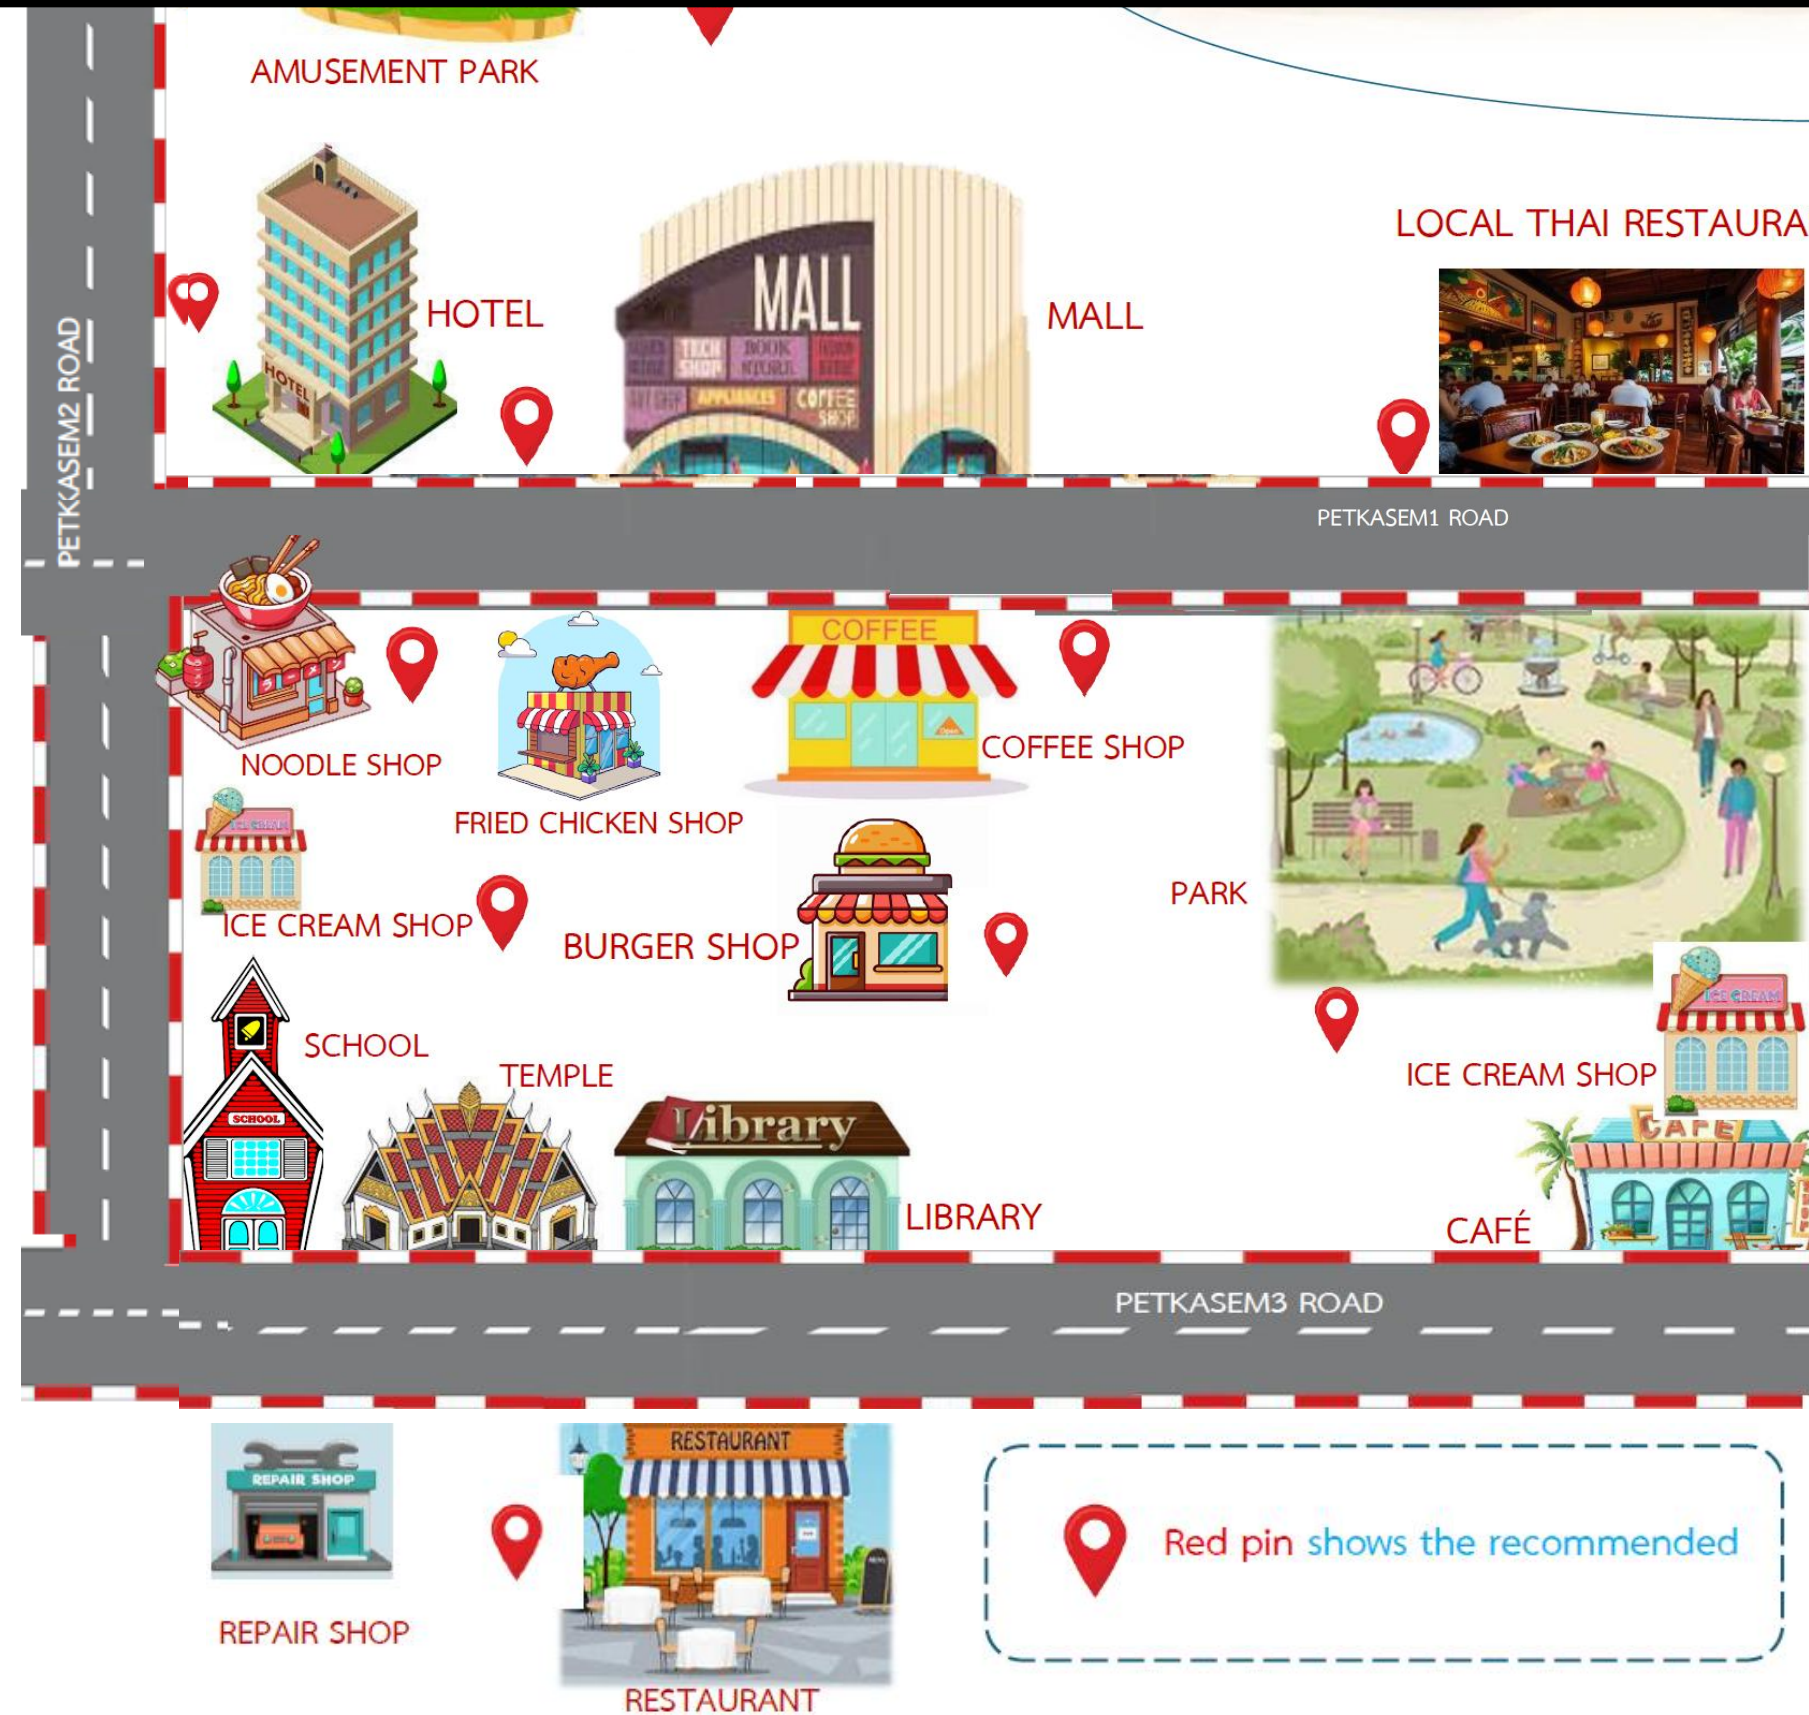 AMUSEMENT PARK
LOCAL THAI RESTAURA
HOTEL
HOTEL
MALL
TECH
SHOP
BOOK
STORE
APPLIANCES
COFFEE
SHOP
MALL
PETKASEM2 ROAD
PETKASEM1 ROAD
COFFEE
NOODLE SHOP
FRIED CHICKEN SHOP
COFFEE SHOP
ICE CREAM
ICE CREAM SHOP
BURGER SHOP
PARK
SCHOOL
SCHOOL
TEMPLE
Library
LIBRARY
ICE CREAM
ICE CREAM SHOP
CAFE
CAFÉ
PETKASEM3 ROAD
REPAIR SHOP
REPAIR SHOP
RESTAURANT
MENU
RESTAURANT
Red pin shows the recommended